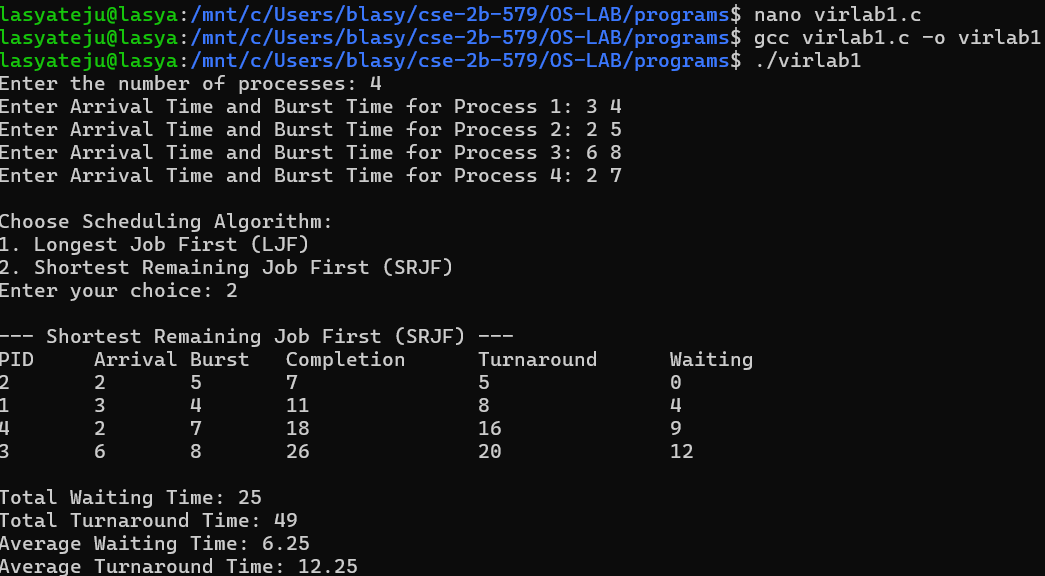 lasyateju@lasya:/mnt/c/Users/blasy/cse-2b-579/OS-LAB/programs$ nano virlab1.c
lasyateju@lasya:/mnt/c/Users/blasy/cse-2b-579/OS-LAB/programs$ gcc virlab1.c -o virlab1
lasyateju@lasya:/mnt/c/Users/blasy/cse-2b-579/OS-LAB/programs$ ./virlab1
Enter the number of processes: 4
Enter Arrival Time and Burst Time for Process 1: 3 4
Enter Arrival Time and Burst Time for Process 2: 2 5
Enter Arrival Time and Burst Time for Process 3: 6 8
Enter Arrival Time and Burst Time for Process 4: 2 7
Choose Scheduling Algorithm:
1. Longest Job First (LJF)
2. Shortest Remaining Job First (SRJF)
Enter your choice: 2
--- Shortest Remaining Job First (SRJF) ---
PID Arrival Burst Completion Turnaround Waiting
2 2 5 7 5 0
1 3 4 11 8 4
4 2 7 18 16 9
3 6 8 26 20 12
Total Waiting Time: 25
Total Turnaround Time: 49
Average Waiting Time: 6.25
Average Turnaround Time: 12.25